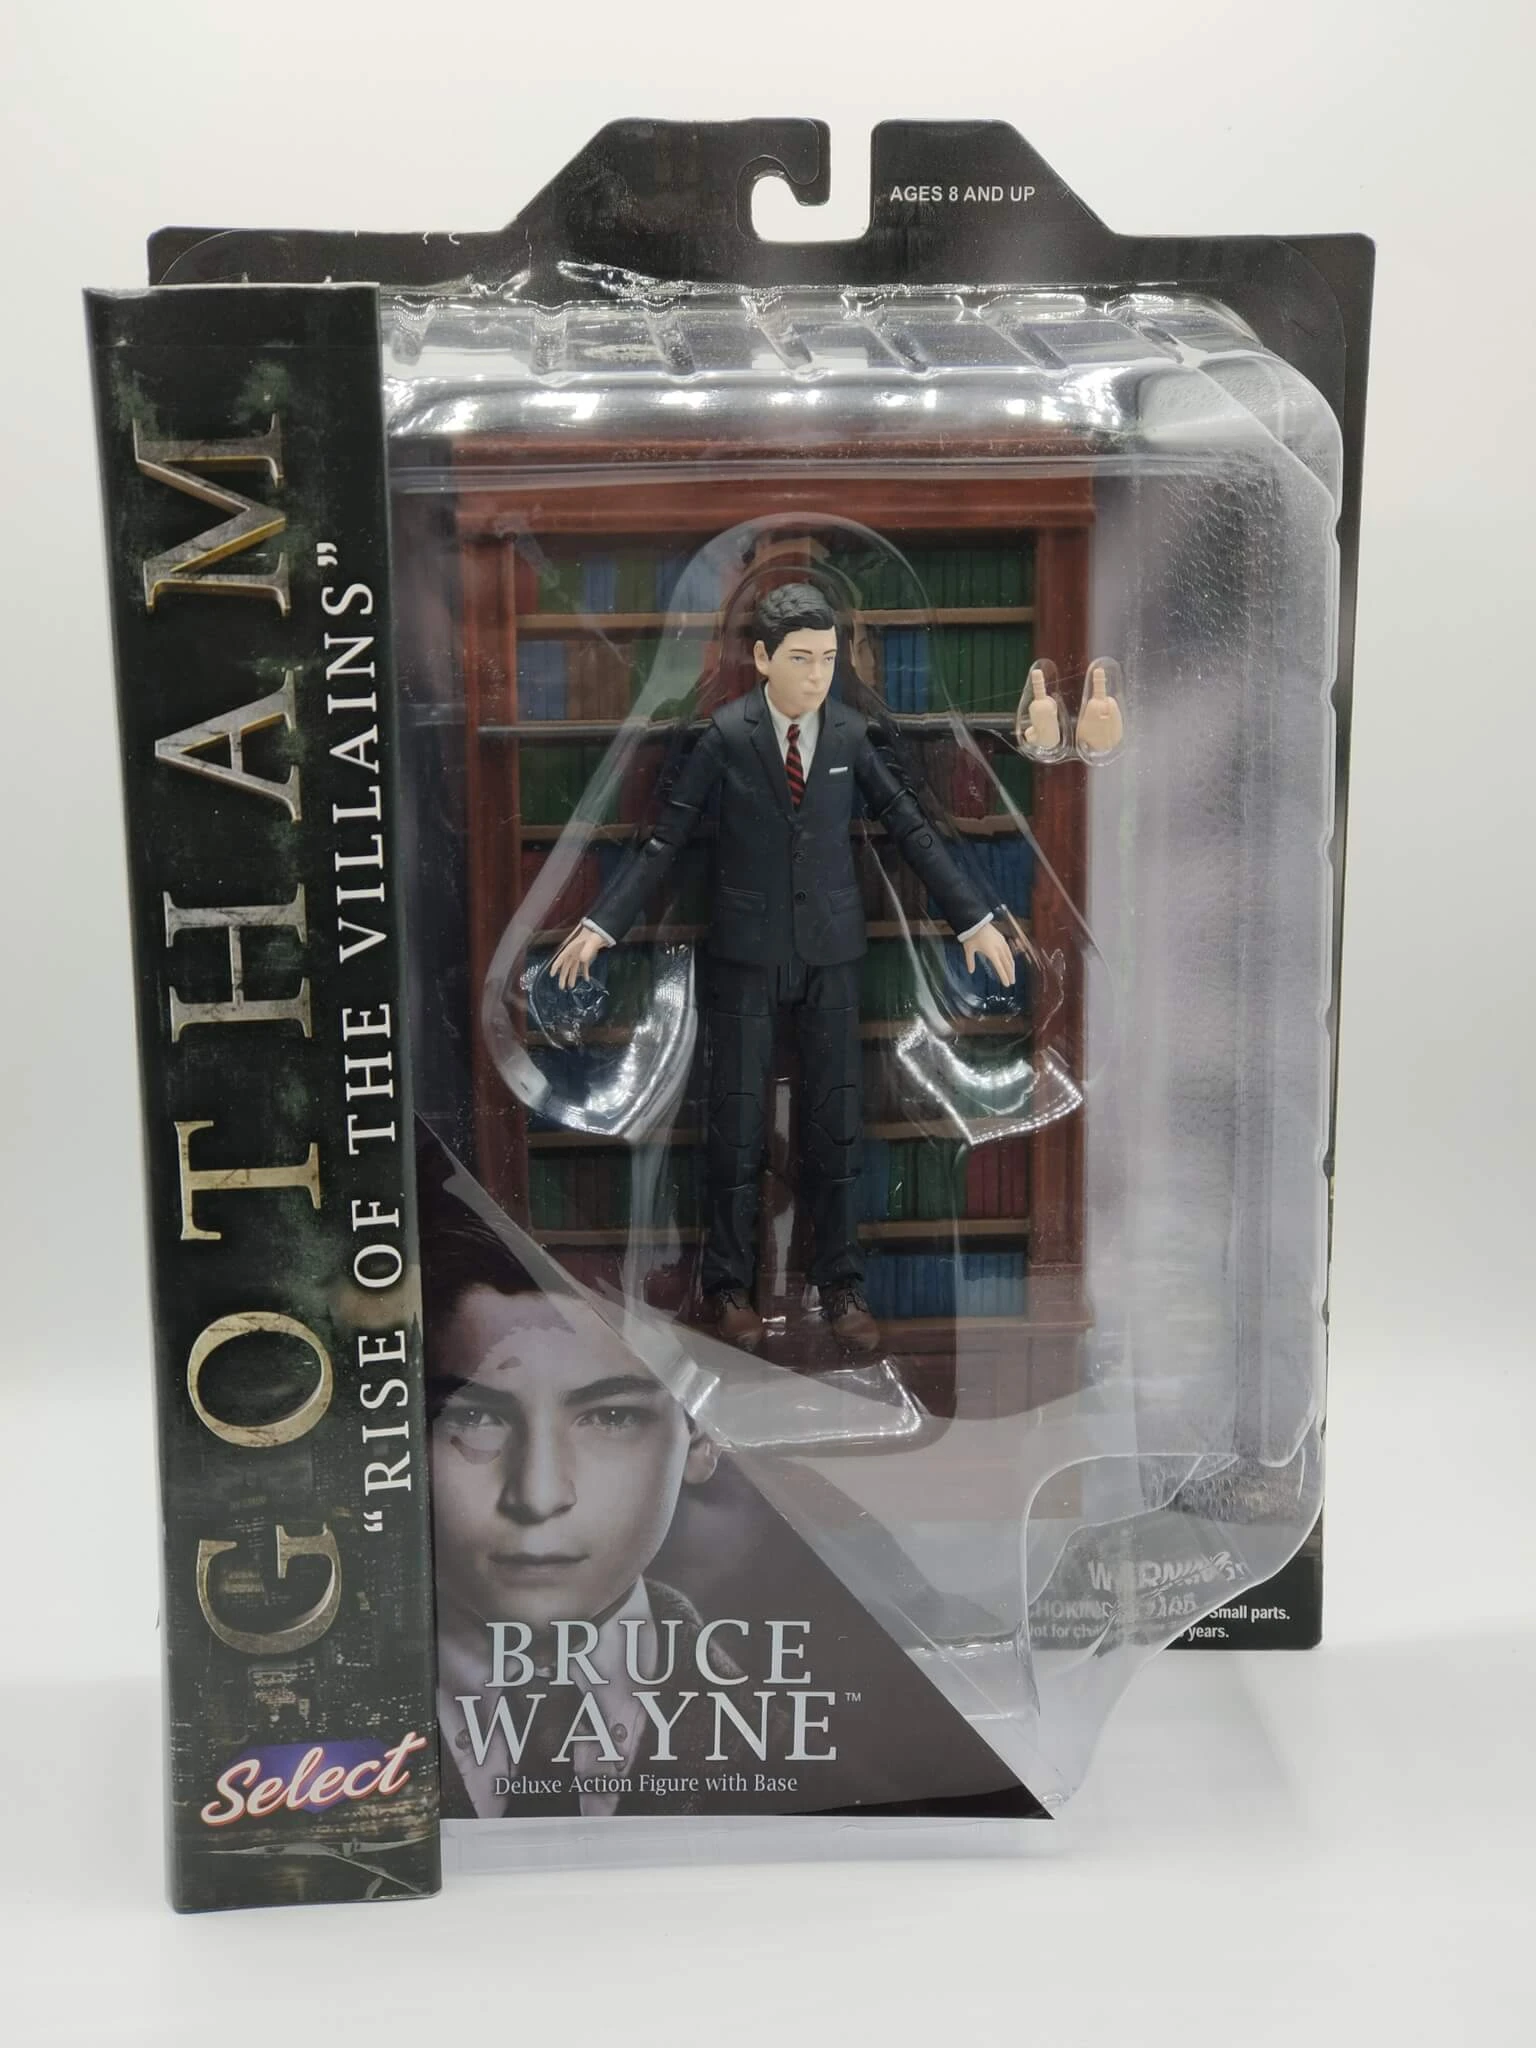 AGES 8 AND UP
GOTHAM
"RISE OF THE VILLAINS"
Select
BRUCE
WAYNE™
Deluxe Action Figure with Base
Small parts.
years.